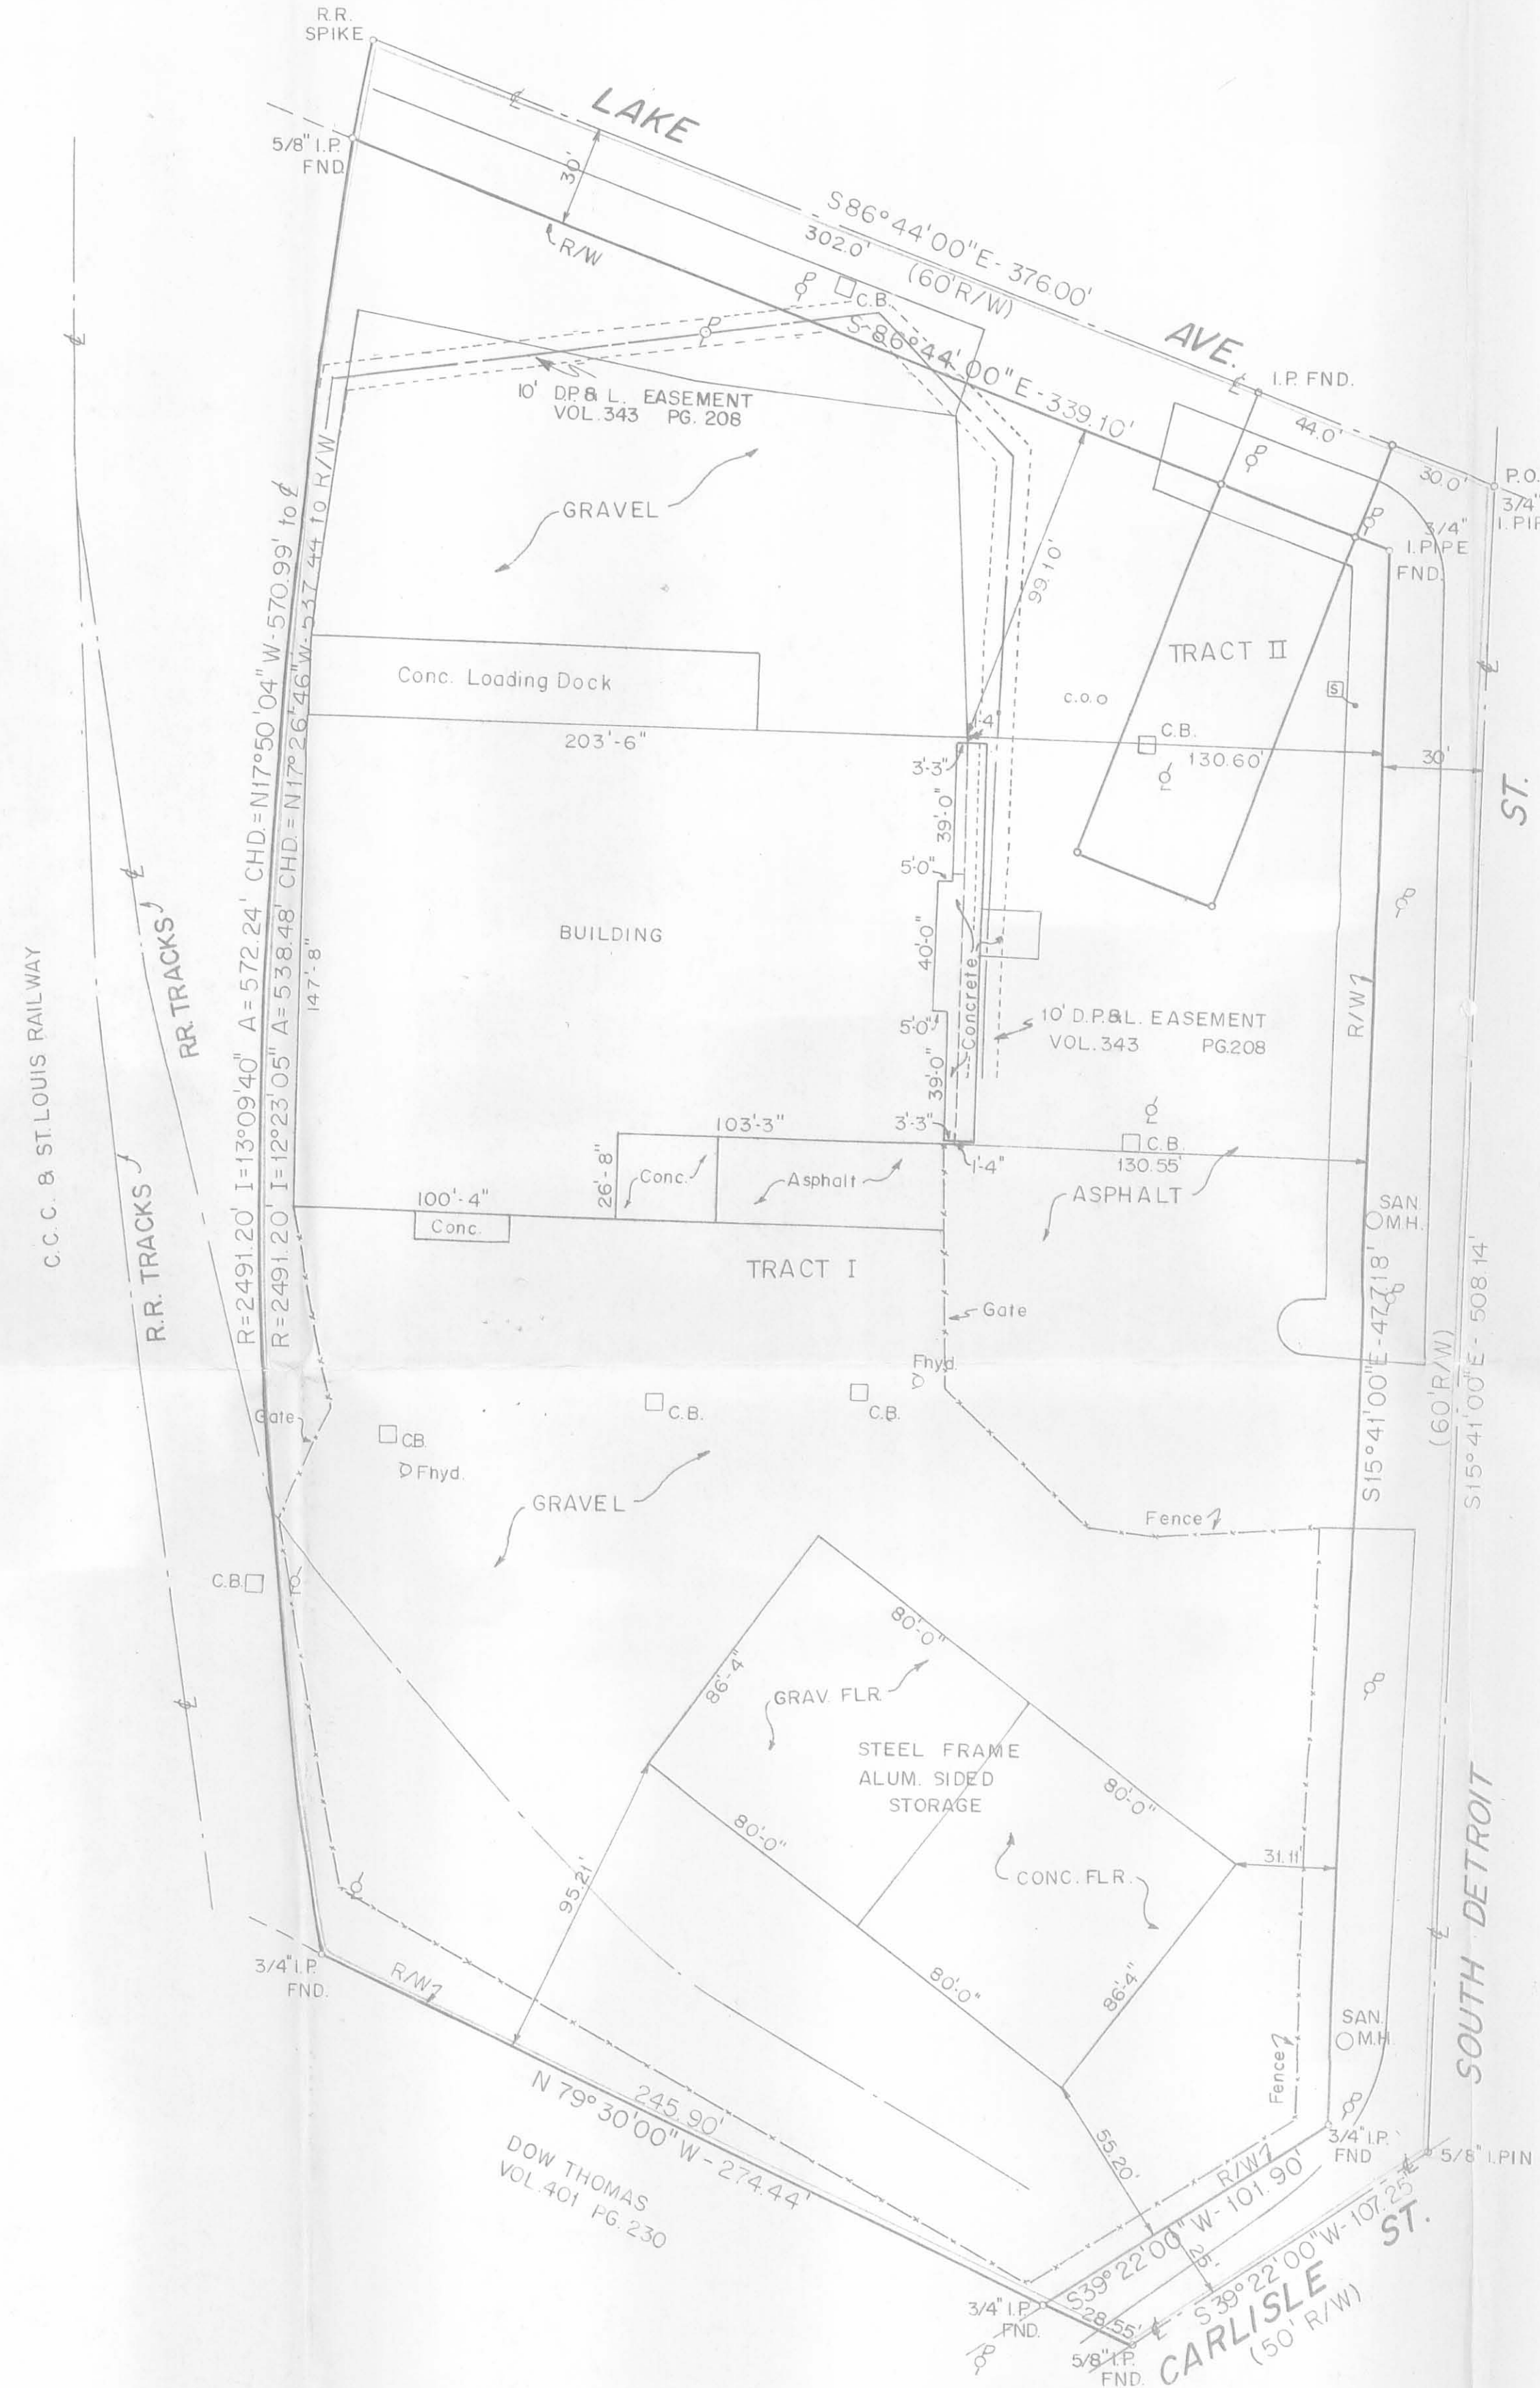 R.R.
SPIKE
LAKE
5/8" I.P.
FND.
30'
S86°44'00"E - 376.00'
302.0'
(60'R/W)
R/W
P
C.B.
P
AVE.
S-86°44'00"E - 339.10'
I.P. FND.
44.0'
30.0'
10' D.P. & L. EASEMENT
VOL. 343 PG. 208
P
P
P.O.
3/4"
I. PIP
3/4"
I. PIPE
FND.
GRAVEL
99.10'
TRACT II
Conc. Loading Dock
C.O.O
S
1'-4"
C.B.
203'-6"
130.60'
30'
3'-3"
ST.
39'-0"
5'-0"
BUILDING
40'-0"
Concrete
R/W
10' D.P.&L. EASEMENT
VOL. 343 PG.208
5'-0"
39'-0"
147'-8"
R=2491.20' I=13°09'40" A=572.24' CHD.=N17°50'04"W-570.99' to ℄
R=2491.20' I=12°23'05" A=538.48' CHD.=N17°26'46"W-537.44 to R/W
C.C.C. & ST. LOUIS RAILWAY
R.R. TRACKS
R.R. TRACKS
103'-3"
3'-3"
C.B.
130.55'
26'-8"
Conc.
Asphalt
1'-4"
100'-4"
ASPHALT
Conc.
SAN.
M.H.
TRACT I
Gate
Fhyd.
S15°41'00"E - 477.18'
(60'R/W)
S15°41'00"E - 508.14'
Gate
C.B.
C.B.
C.B.
Fhyd.
GRAVEL
Fence
C.B.
80'-0"
86'-4"
GRAV. FLR.
STEEL FRAME
ALUM. SIDED
STORAGE
80'-0"
80'-0"
31.11'
CONC. FLR.
95.21'
80'-0"
86'-4"
SOUTH DETROIT
3/4" I.P.
FND.
R/W
SAN.
M.H.
Fence
N 79°30'00"W - 274.44'
245.90'
DOW THOMAS
VOL. 401 PG. 230
55.20'
3/4" I.P.
FND
R/W
5/8" I.PIN
S39°22'00"W - 101.90'
25'
S39°22'00"W - 107.25'
3/4" I.P.
FND.
28.55'
CARLISLE ST.
(50' R/W)
5/8" I.P.
FND.